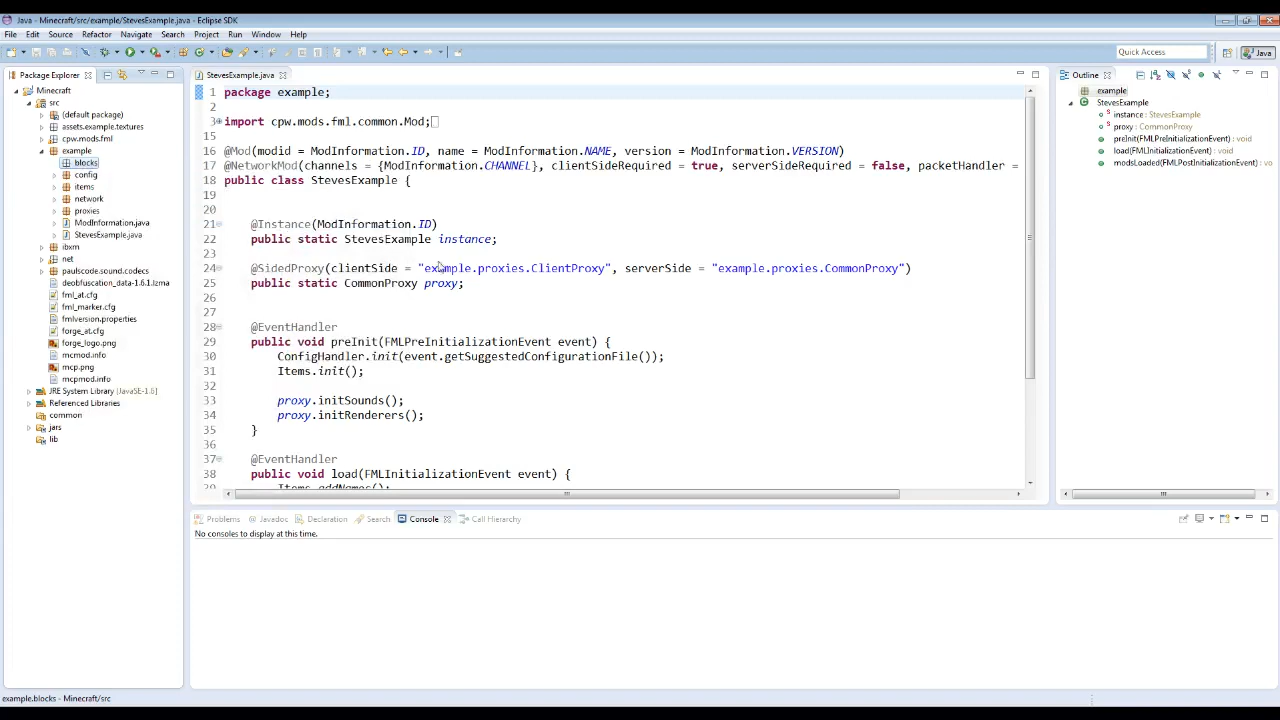 Java - Minecraft/src/example/StevesExample.java - Eclipse SDK
File Edit Source Refactor Navigate Search Project Run Window Help
Quick Access
Java
Package Explorer
Minecraft
src
(default package)
assets.example.textures
cpw.mods.fml
example
blocks
config
items
network
proxies
ModInformation.java
StevesExample.java
ibxm
net
paulscode.sound.codecs
deobfuscation_data-1.6.1.lzma
fml_at.cfg
fml_marker.cfg
fmlversion.properties
forge_at.cfg
forge_logo.png
mcmod.info
mcp.png
mcpmod.info
JRE System Library [JavaSE-1.6]
Referenced Libraries
common
jars
lib
StevesExample.java
1 package example;
2
3 import cpw.mods.fml.common.Mod;
15
16 @Mod(modid = ModInformation.ID, name = ModInformation.NAME, version = ModInformation.VERSION)
17 @NetworkMod(channels = {ModInformation.CHANNEL}, clientSideRequired = true, serverSideRequired = false, packetHandler =
18 public class StevesExample {
19
20
21 @Instance(ModInformation.ID)
22 public static StevesExample instance;
23
24 @SidedProxy(clientSide = "example.proxies.ClientProxy", serverSide = "example.proxies.CommonProxy")
25 public static CommonProxy proxy;
26
27
28 @EventHandler
29 public void preInit(FMLPreInitializationEvent event) {
30 ConfigHandler.init(event.getSuggestedConfigurationFile());
31 Items.init();
32
33 proxy.initSounds();
34 proxy.initRenderers();
35 }
36
37 @EventHandler
38 public void load(FMLInitializationEvent event) {
39 Items.addNames();
Outline
example
StevesExample
instance : StevesExample
proxy : CommonProxy
preInit(FMLPreInitializationEvent) : void
load(FMLInitializationEvent) : void
modsLoaded(FMLPostInitializationEvent) : vo
Problems @ Javadoc Declaration Search Console Call Hierarchy
No consoles to display at this time.
example.blocks - Minecraft/src